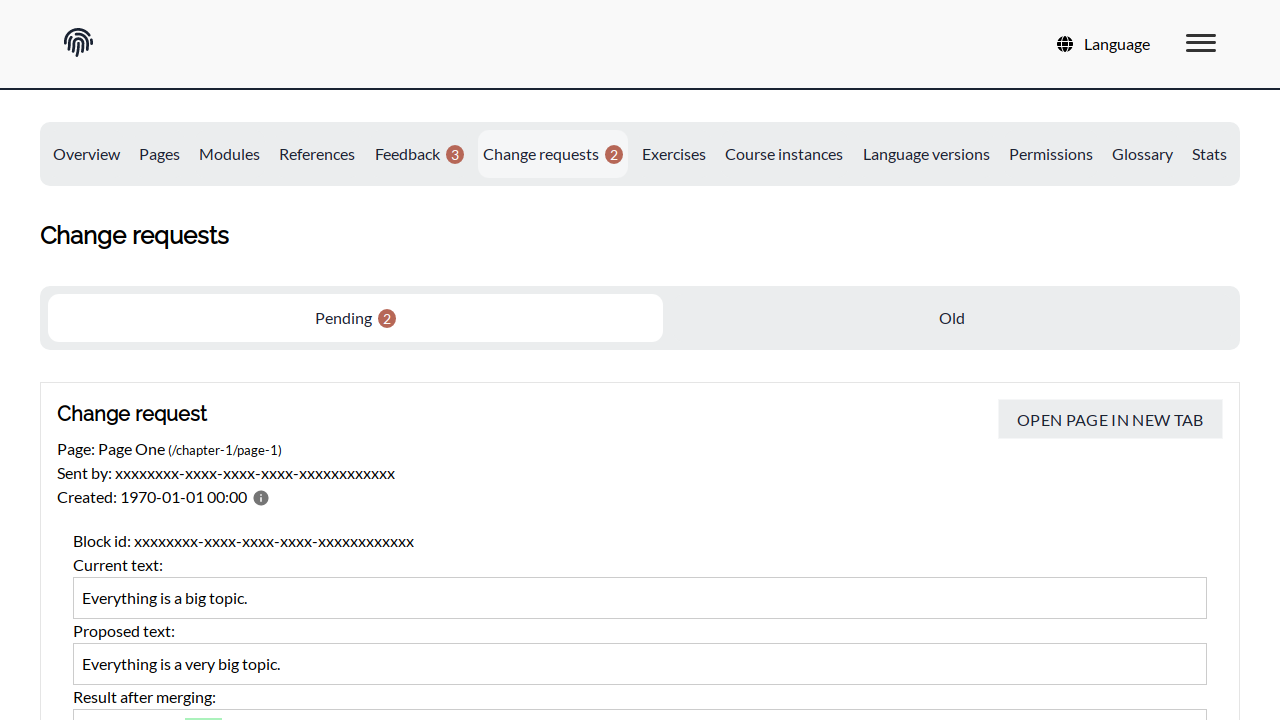 Language
Overview Pages Modules References Feedback 3 Change requests 2 Exercises Course instances Language versions Permissions Glossary Stats
Change requests
Pending 2 Old
Change request
OPEN PAGE IN NEW TAB
Page: Page One (/chapter-1/page-1)
Sent by: xxxxxxxx-xxxx-xxxx-xxxx-xxxxxxxxxxxx
Created: 1970-01-01 00:00
Block id: xxxxxxxx-xxxx-xxxx-xxxx-xxxxxxxxxxxx
Current text:
Everything is a big topic.
Proposed text:
Everything is a very big topic.
Result after merging: